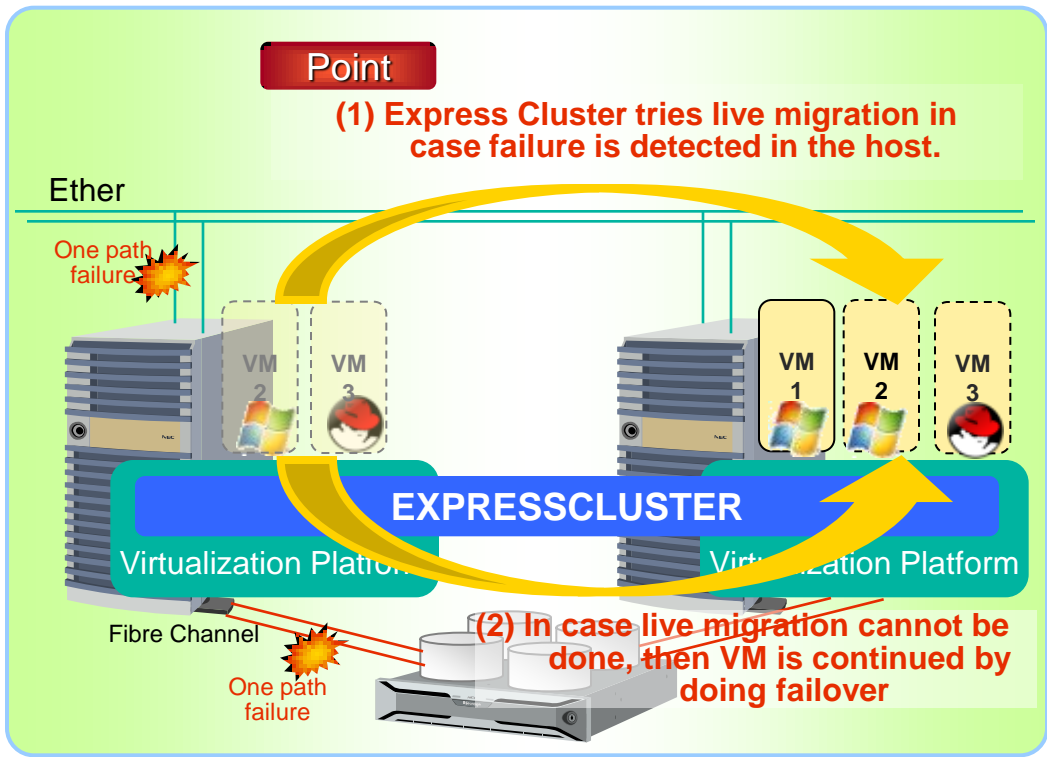 Point
(1) Express Cluster tries live migration in
case failure is detected in the host.
Ether
One path
failure
VM
2
VM
3
VM
1
VM
2
VM
3
NEC
NEC
EXPRESSCLUSTER
Virtualization Platform
Virtualization Platform
Fibre Channel
One path
failure
(2) In case live migration cannot be
done, then VM is continued by
doing failover